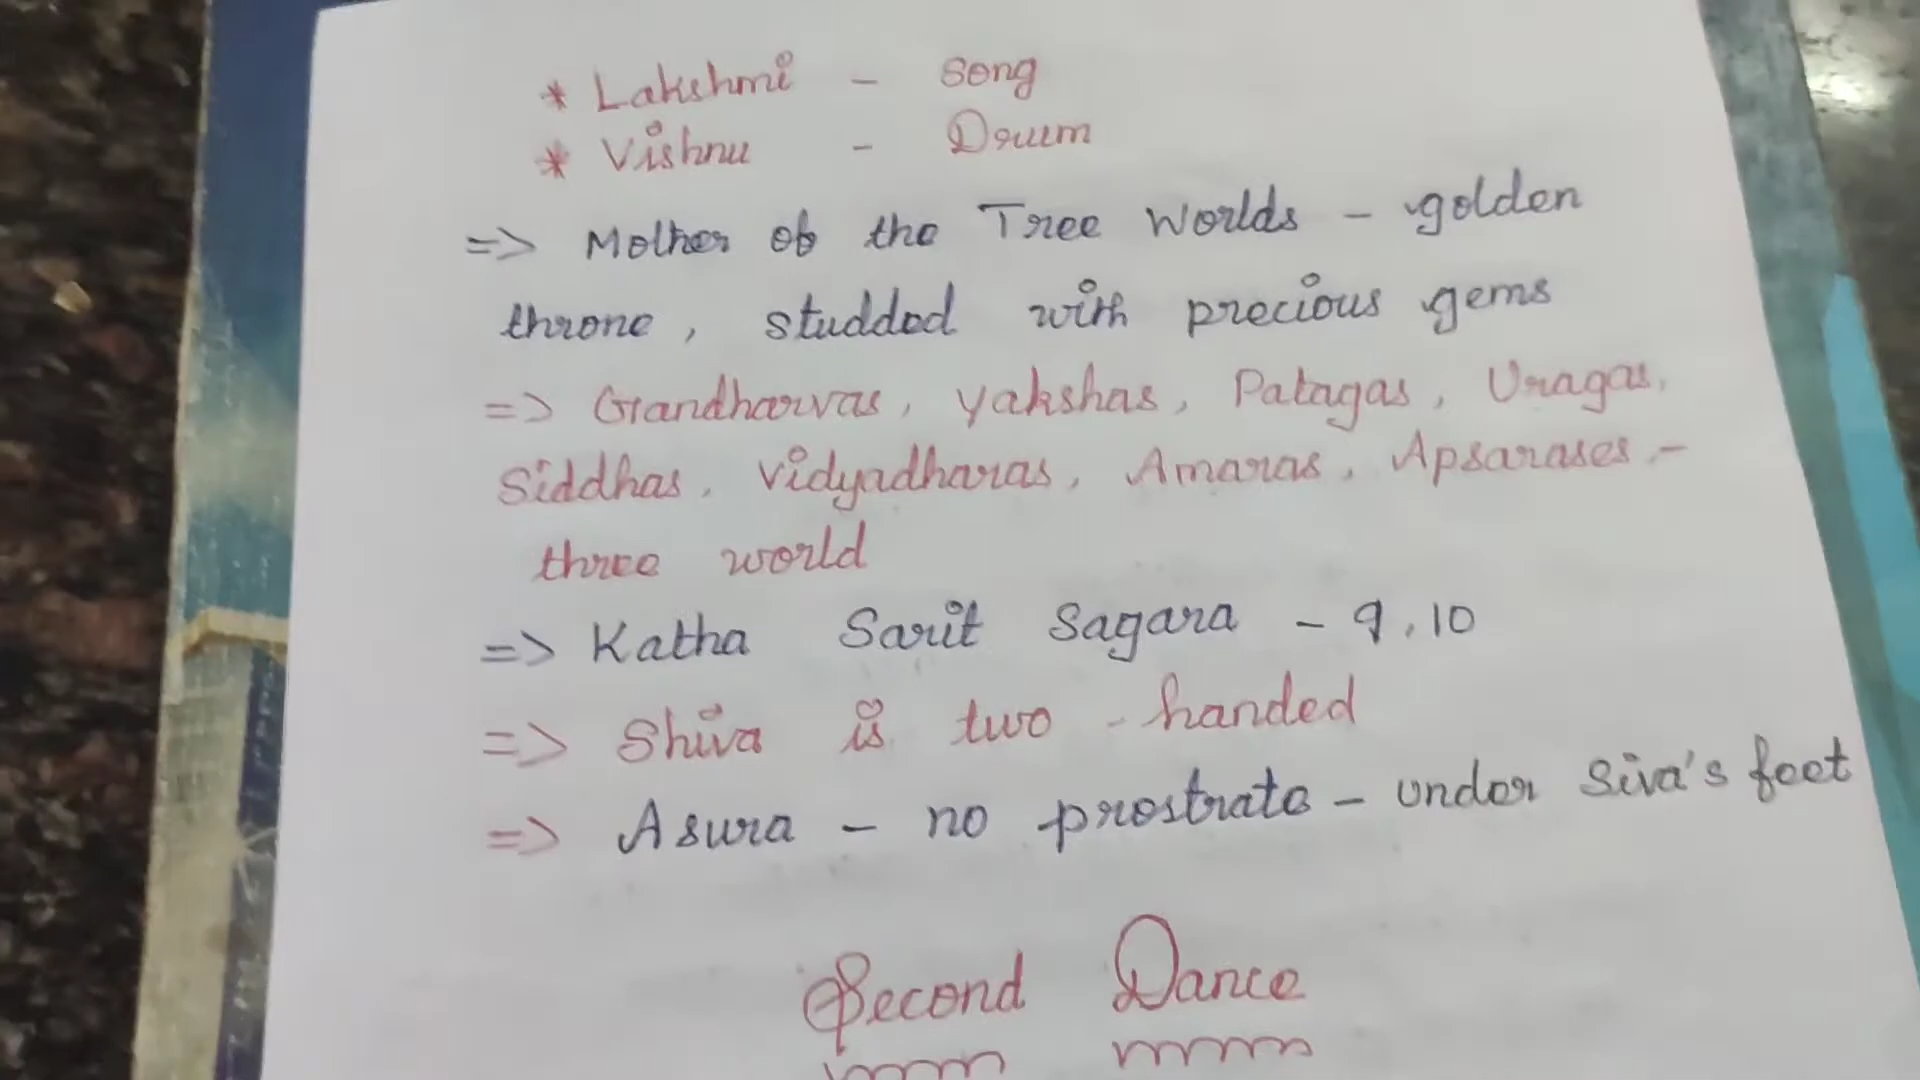 * Lakshmi - Song
* Vishnu - Drum
=> Mother of the Tree Worlds - golden
throne, studded with precious gems
=> Gandharvas, Yakshas, Patagas, Uragas,
Siddhas, Vidyadharas, Amaras, Apsarases -
three world
=> Katha Sarit Sagara - 9, 10
=> Shiva is two - handed
=> Asura - no prostrate - under Siva's feet
Second Dance